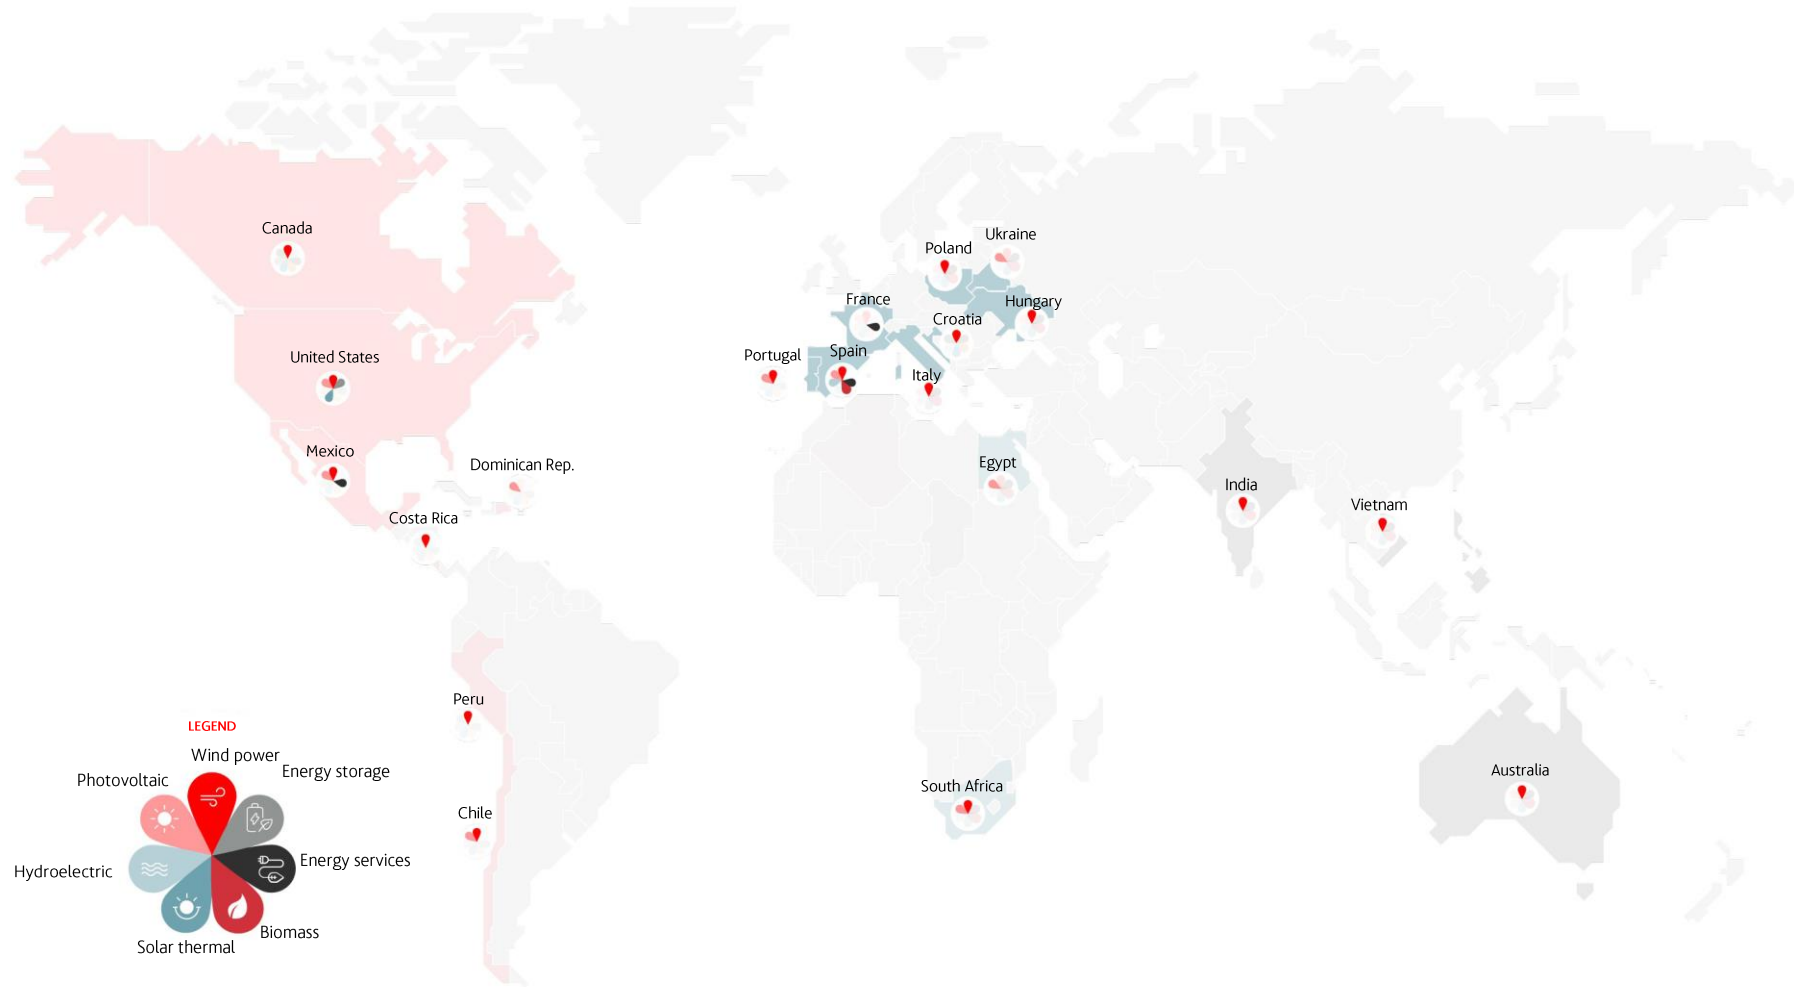 Canada
Ukraine
Poland
France
Hungary
Croatia
United States
Portugal
Spain
Italy
Mexico
Dominican Rep.
Egypt
India
Vietnam
Costa Rica
Peru
LEGEND
Wind power
Energy storage
Photovoltaic
Australia
South Africa
Chile
Energy services
Hydroelectric
Biomass
Solar thermal